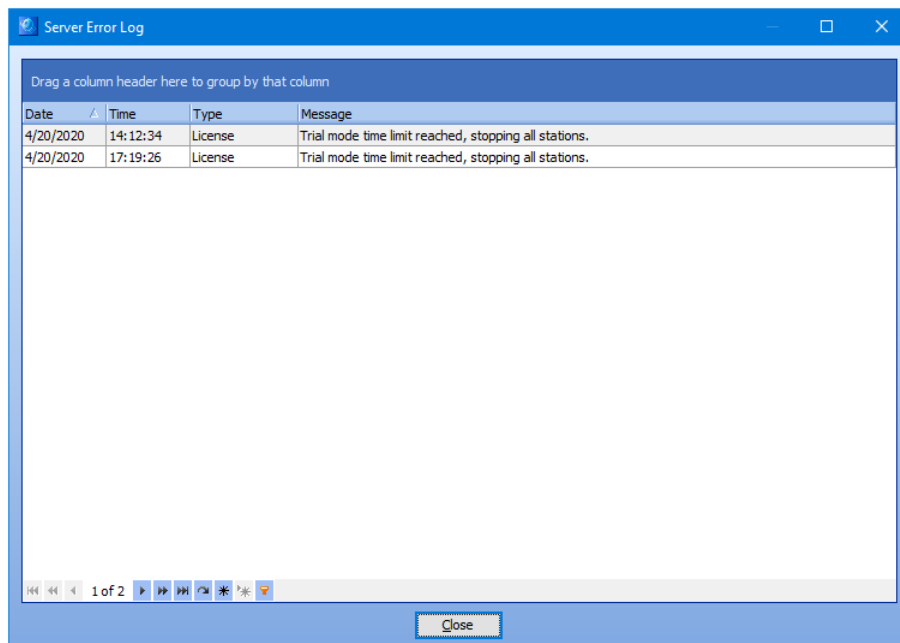 Server Error Log
Drag a column header here to group by that column
Date Time Type Message
4/20/2020 14:12:34 License Trial mode time limit reached, stopping all stations.
4/20/2020 17:19:26 License Trial mode time limit reached, stopping all stations.
1 of 2
Close